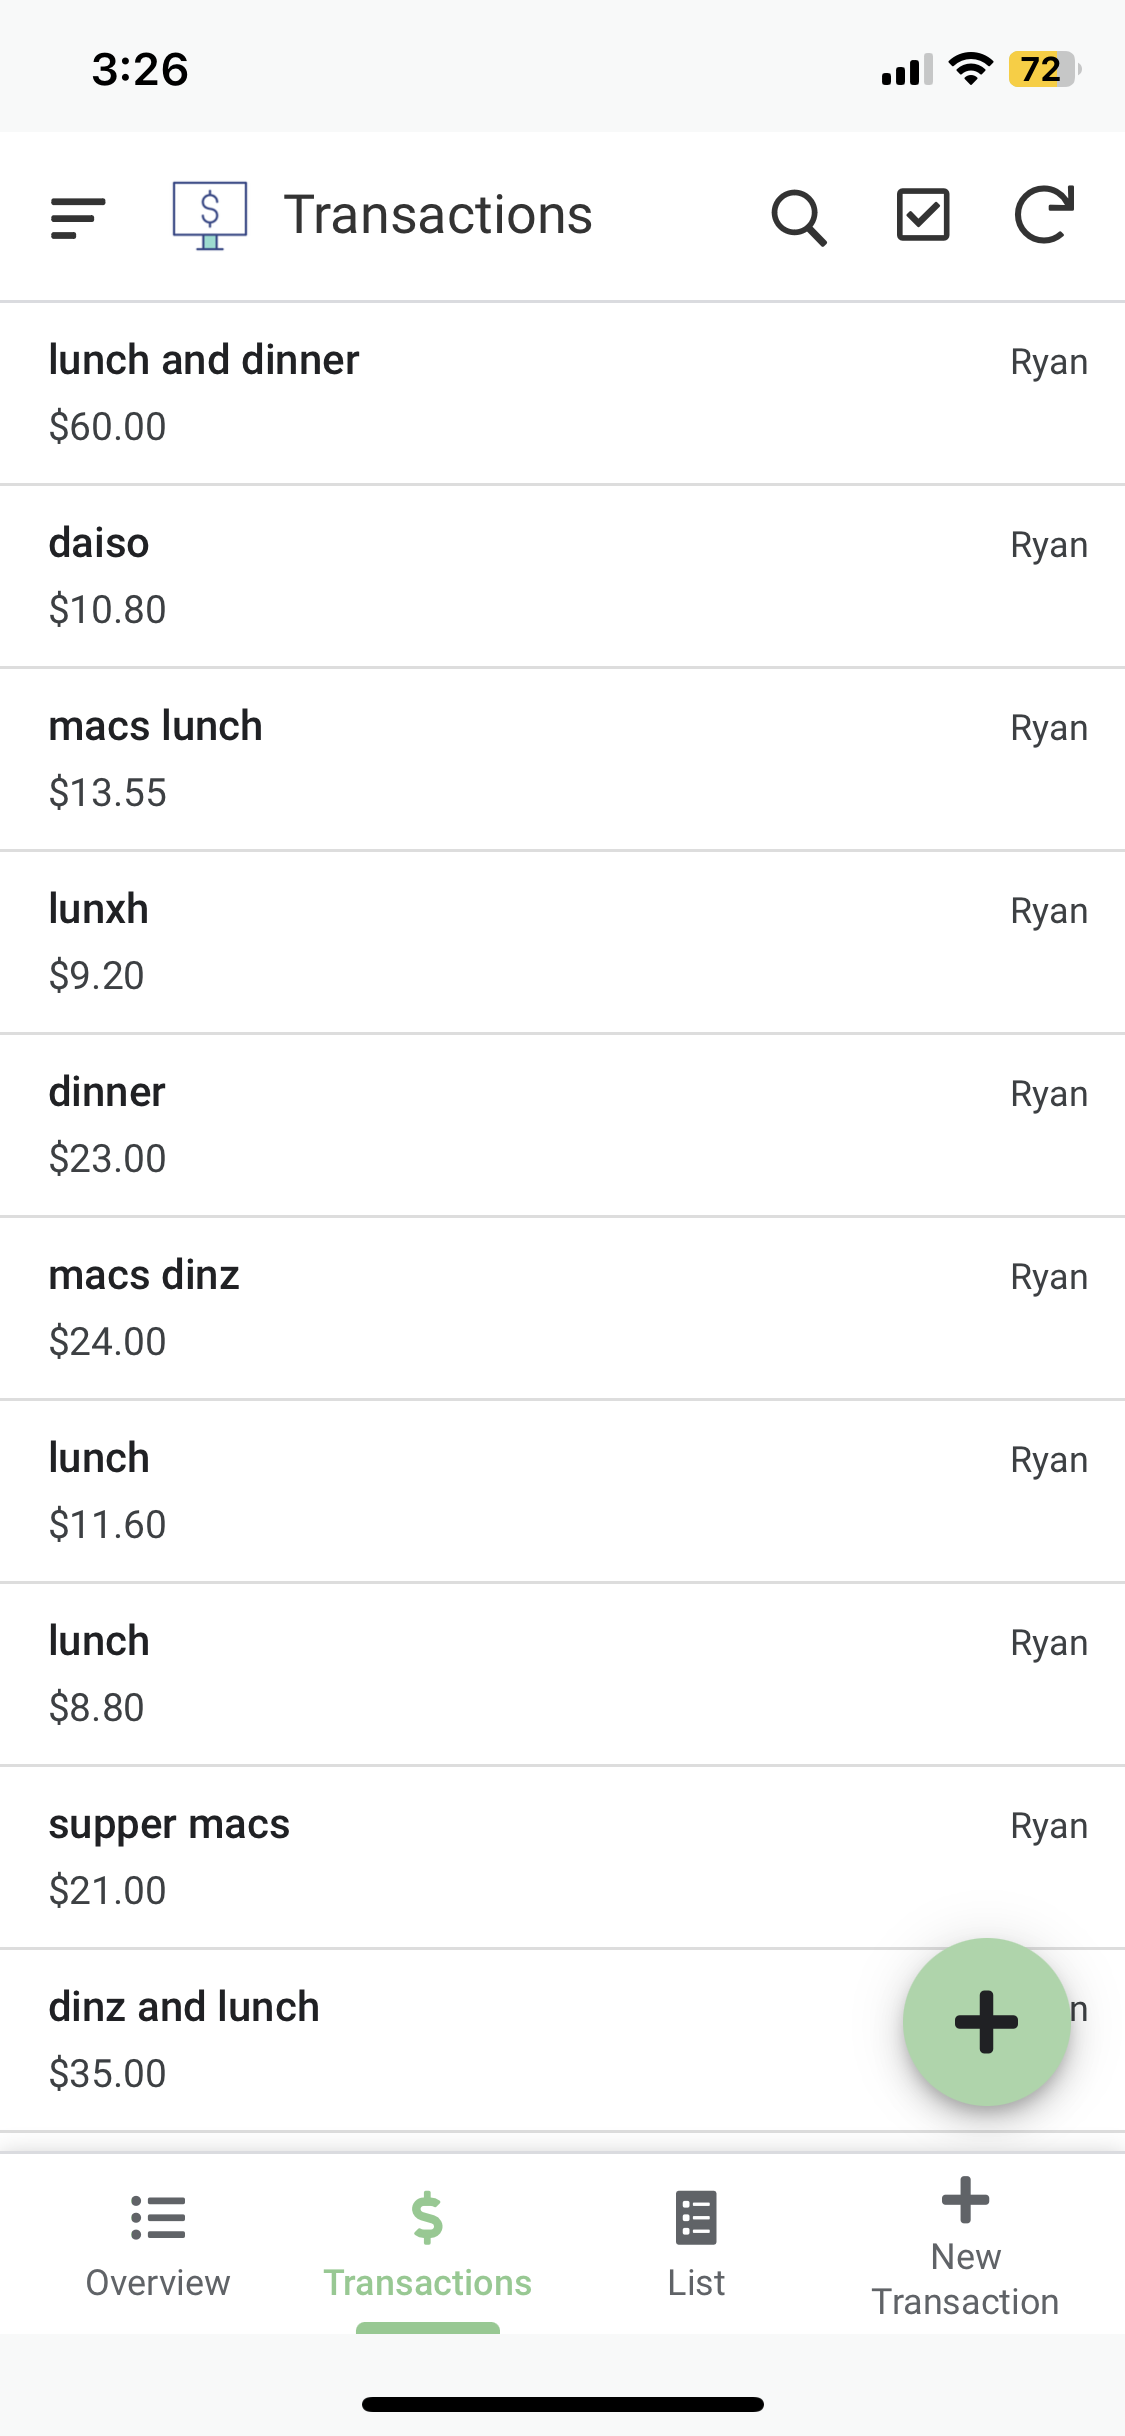 3:26
72
$
Transactions
lunch and dinner
Ryan
$60.00
daiso
Ryan
$10.80
macs lunch
Ryan
$13.55
lunxh
Ryan
$9.20
dinner
Ryan
$23.00
macs dinz
Ryan
$24.00
lunch
Ryan
$11.60
lunch
Ryan
$8.80
supper macs
Ryan
$21.00
dinz and lunch
$35.00
$
Overview
Transactions
List
New
Transaction